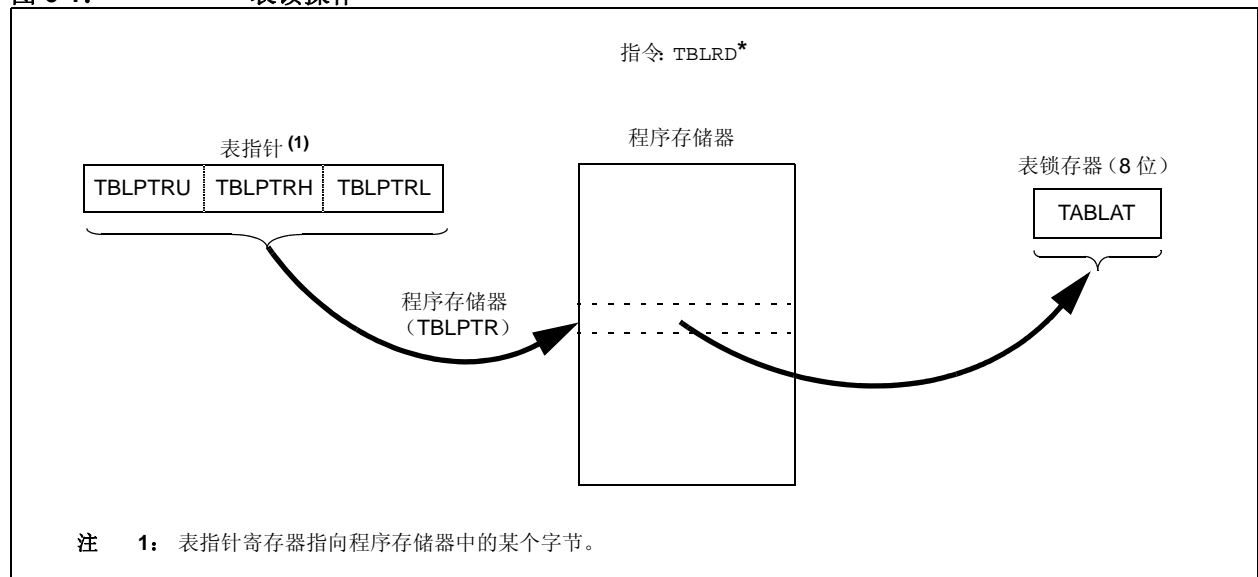 指令: TBLRD*
表指针(1)
程序存储器
表锁存器（8 位）
TBLPTRU TBLPTRH TBLPTRL
TABLAT
程序存储器
（TBLPTR）
注 1： 表指针寄存器指向程序存储器中的某个字节。